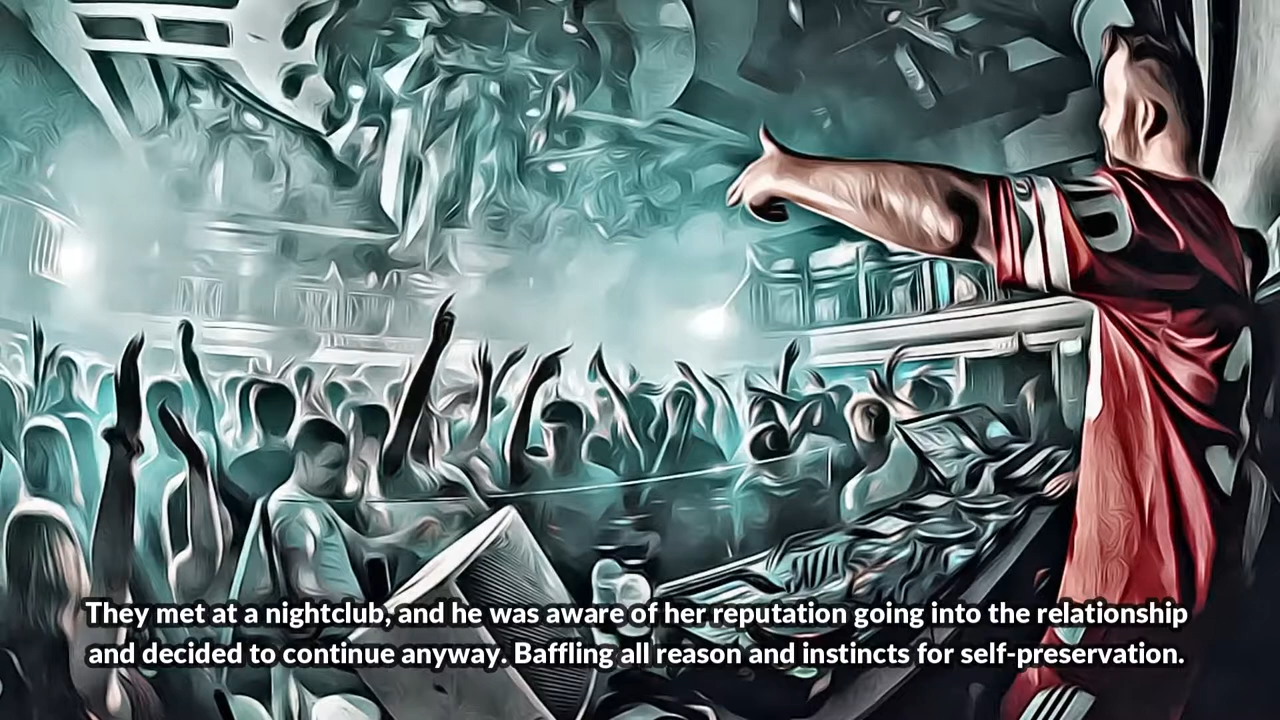 They met at a nightclub, and he was aware of her reputation going into the relationship
and decided to continue anyway. Baffling all reason and instincts for self-preservation.